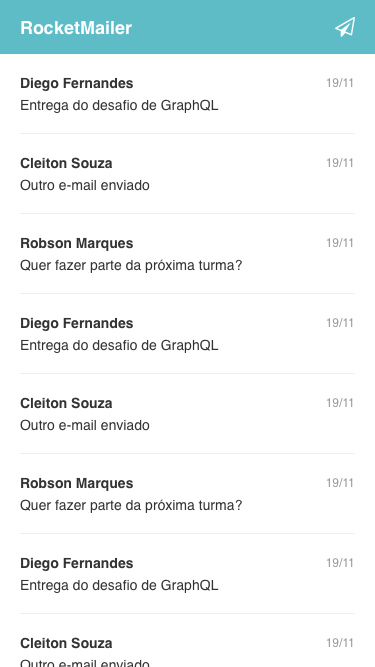 RocketMailer
Diego Fernandes 19/11
Entrega do desafio de GraphQL
Cleiton Souza 19/11
Outro e-mail enviado
Robson Marques 19/11
Quer fazer parte da próxima turma?
Diego Fernandes 19/11
Entrega do desafio de GraphQL
Cleiton Souza 19/11
Outro e-mail enviado
Robson Marques 19/11
Quer fazer parte da próxima turma?
Diego Fernandes 19/11
Entrega do desafio de GraphQL
Cleiton Souza 19/11
Outro e-mail enviado